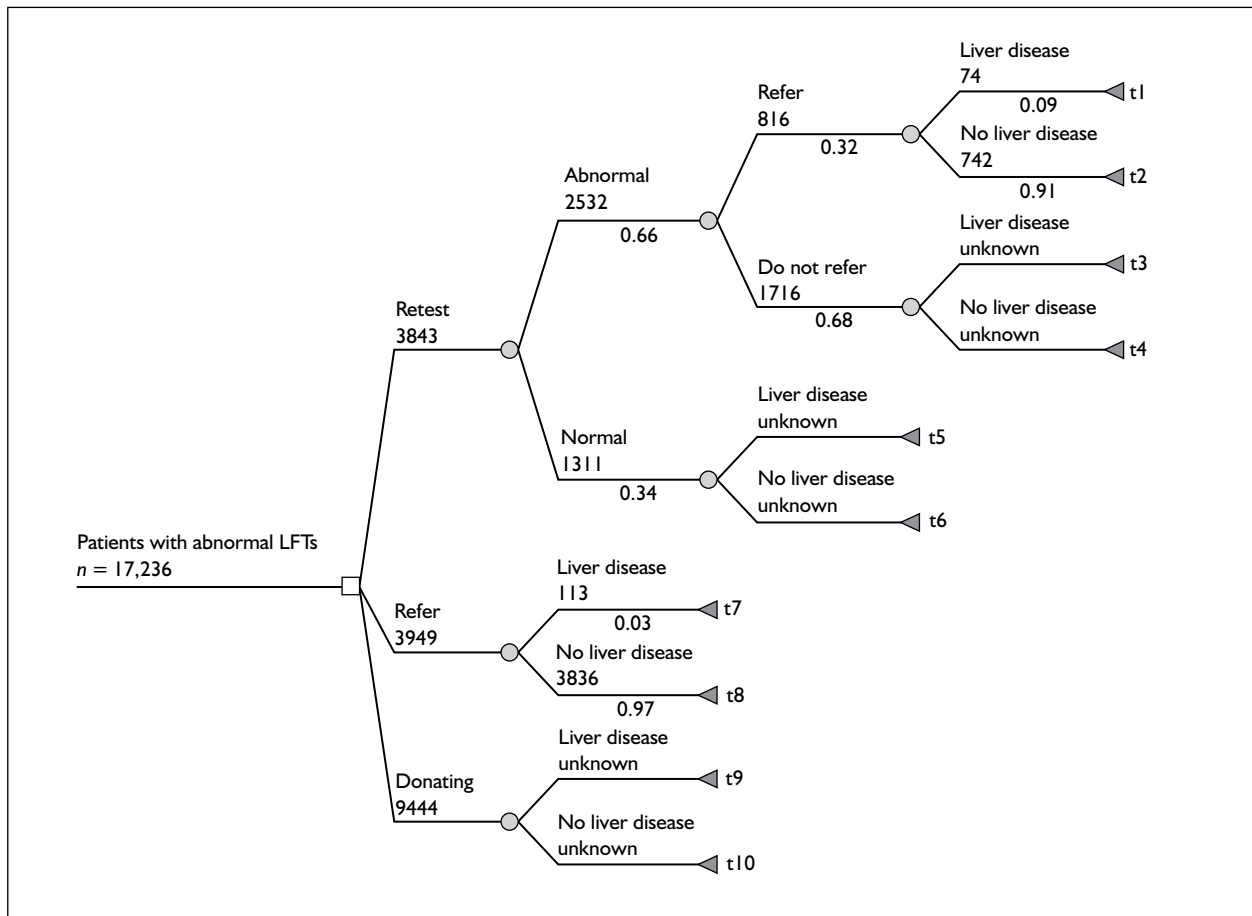 Patients with abnormal LFTs
n = 17,236
Retest
3843
Abnormal
2532
0.66
Refer
816
0.32
Liver disease
74
0.09
t1
No liver disease
742
0.91
t2
Do not refer
1716
0.68
Liver disease
unknown
t3
No liver disease
unknown
t4
Normal
1311
0.34
Liver disease
unknown
t5
No liver disease
unknown
t6
Refer
3949
Liver disease
113
0.03
t7
No liver disease
3836
0.97
t8
Donating
9444
Liver disease
unknown
t9
No liver disease
unknown
t10